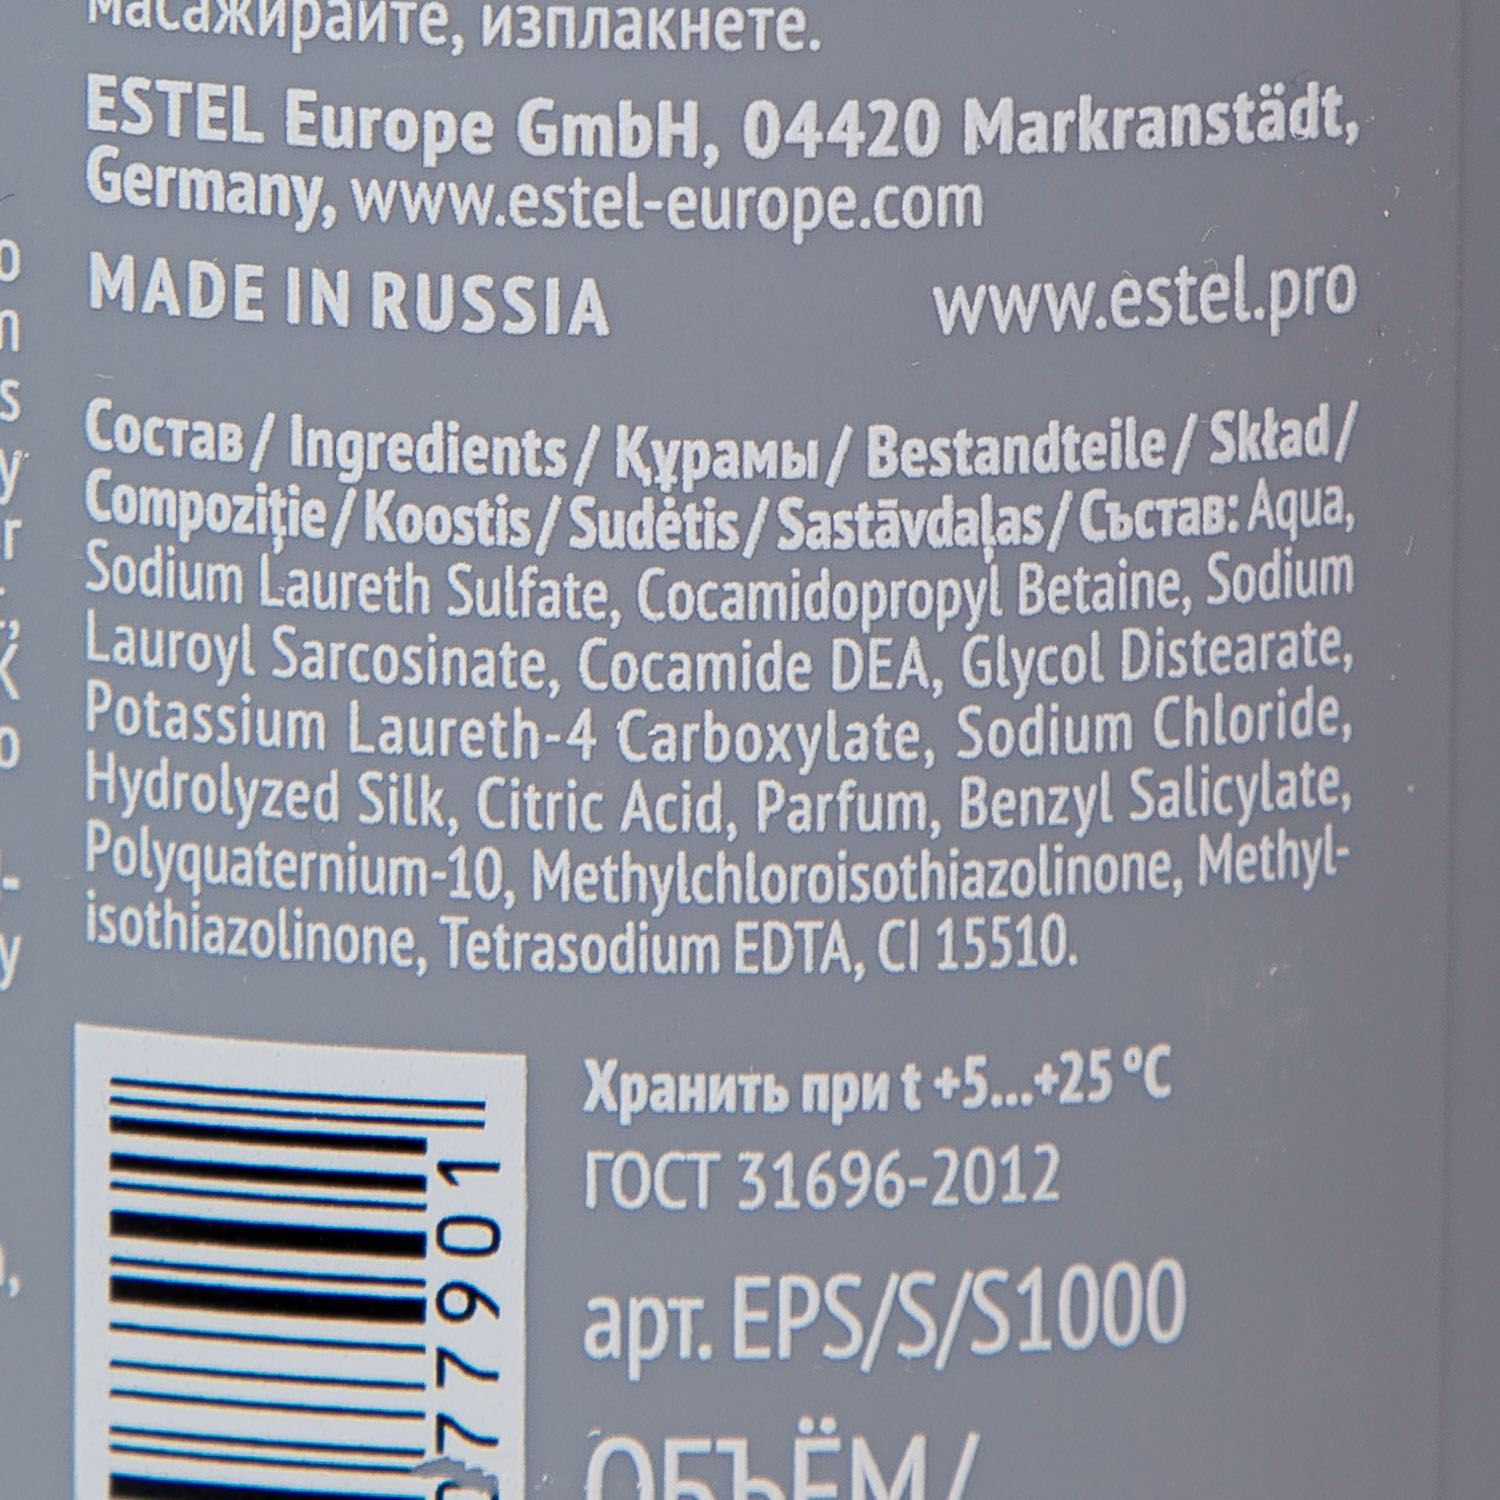 масажирайте, изплакнете.
ESTEL Europe GmbH, 04420 Markranstädt,
Germany, www.estel-europe.com
MADE IN RUSSIA www.estel.pro
Состав/ Ingredients/ Құрамы/ Bestandteile/ Skład/
Compoziție/ Koostis/ Sudėtis/ Sastāvdaļas/ Състав: Aqua,
Sodium Laureth Sulfate, Cocamidopropyl Betaine, Sodium
Lauroyl Sarcosinate, Cocamide DEA, Glycol Distearate,
Potassium Laureth-4 Carboxylate, Sodium Chloride,
Hydrolyzed Silk, Citric Acid, Parfum, Benzyl Salicylate,
Polyquaternium-10, Methylchloroisothiazolinone, Methyl-
isothiazolinone, Tetrasodium EDTA, CI 15510.
Хранить при t +5...+25 °C
ГОСТ 31696-2012
арт. EPS/S/S1000
ОБЪЁМ/
77901